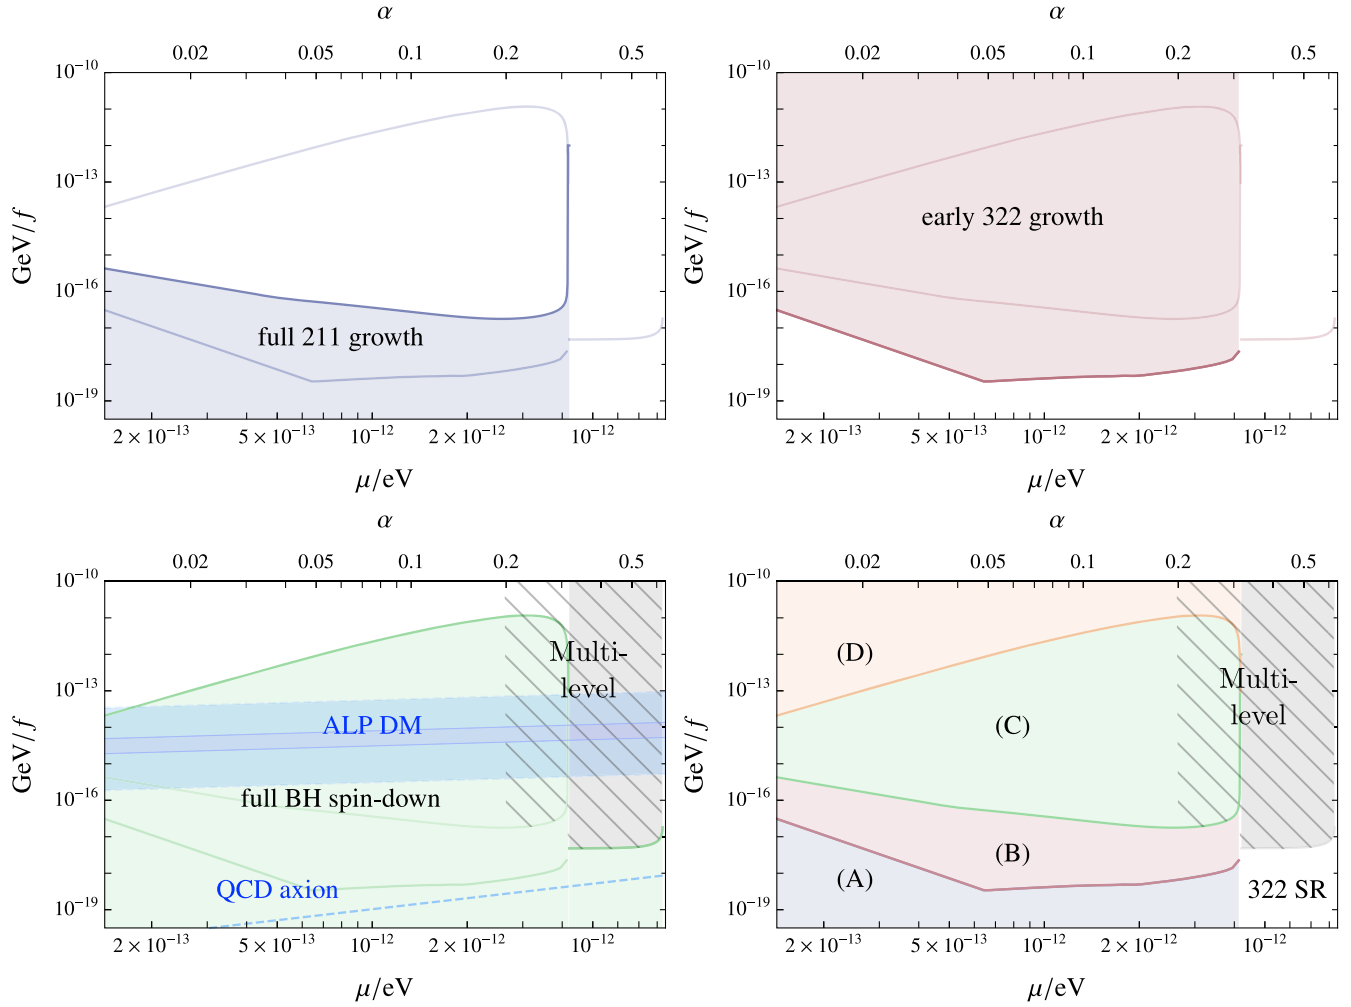 α
0.02 0.05 0.1 0.2 0.5
10⁻¹⁰
10⁻¹³
10⁻¹⁶
10⁻¹⁹
GeV/f
full 211 growth
2 × 10⁻¹³ 5 × 10⁻¹³ 10⁻¹² 2 × 10⁻¹² 10⁻¹²
μ/eV
α
0.02 0.05 0.1 0.2 0.5
10⁻¹⁰
10⁻¹³
10⁻¹⁶
10⁻¹⁹
GeV/f
early 322 growth
2 × 10⁻¹³ 5 × 10⁻¹³ 10⁻¹² 2 × 10⁻¹² 10⁻¹²
μ/eV
α
0.02 0.05 0.1 0.2 0.5
10⁻¹⁰
10⁻¹³
10⁻¹⁶
10⁻¹⁹
GeV/f
Multi-
level
ALP DM
full BH spin-down
QCD axion
2 × 10⁻¹³ 5 × 10⁻¹³ 10⁻¹² 2 × 10⁻¹² 10⁻¹²
μ/eV
α
0.02 0.05 0.1 0.2 0.5
10⁻¹⁰
10⁻¹³
10⁻¹⁶
10⁻¹⁹
GeV/f
(D)
Multi-
level
(C)
(B)
(A)
322 SR
2 × 10⁻¹³ 5 × 10⁻¹³ 10⁻¹² 2 × 10⁻¹² 10⁻¹²
μ/eV